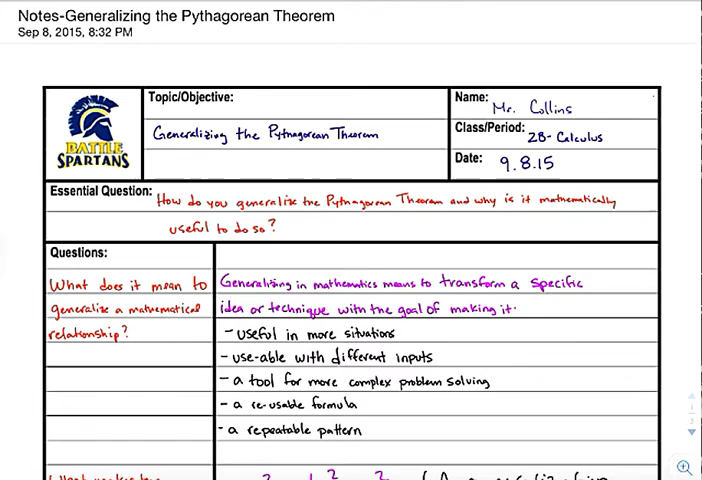 Notes-Generalizing the Pythagorean Theorem
Sep 8, 2015, 8:32 PM
BATTLE
SPARTANS
Topic/Objective:
Generalizing the Pythagorean Theorem
Name: Mr. Collins
Class/Period: 2B- Calculus
Date: 9.8.15
Essential Question: How do you generalize the Pythagorean Theorem and why is it mathematically
useful to do so?
Questions:
What does it mean to
generalize a mathematical
relationship?
Generalizing in mathematics means to transform a specific
idea or technique with the goal of making it:
- useful in more situations
- use-able with different inputs
- a tool for more complex problem solving
- a re-usable formula
- a repeatable pattern